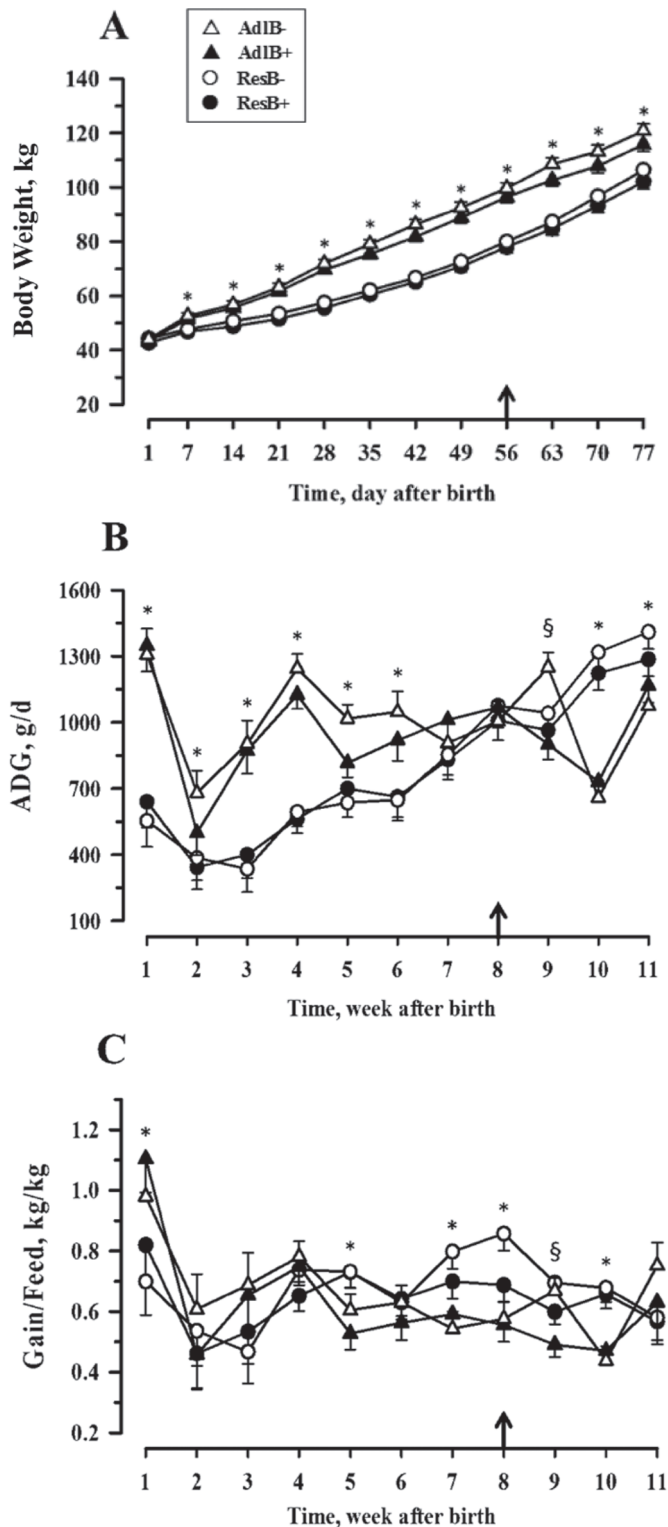 A
AdlB-
AdlB+
ResB-
ResB+
140
120
100
80
60
40
20
Body Weight, kg
* * * * * * * * * * *
1 7 14 21 28 35 42 49 56 63 70 77
Time, day after birth
B
1600
1300
1000
700
400
100
ADG, g/d
* * * * * * § * *
1 2 3 4 5 6 7 8 9 10 11
Time, week after birth
C
1.2
1.0
0.8
0.6
0.4
0.2
Gain/Feed, kg/kg
* * * * § *
1 2 3 4 5 6 7 8 9 10 11
Time, week after birth